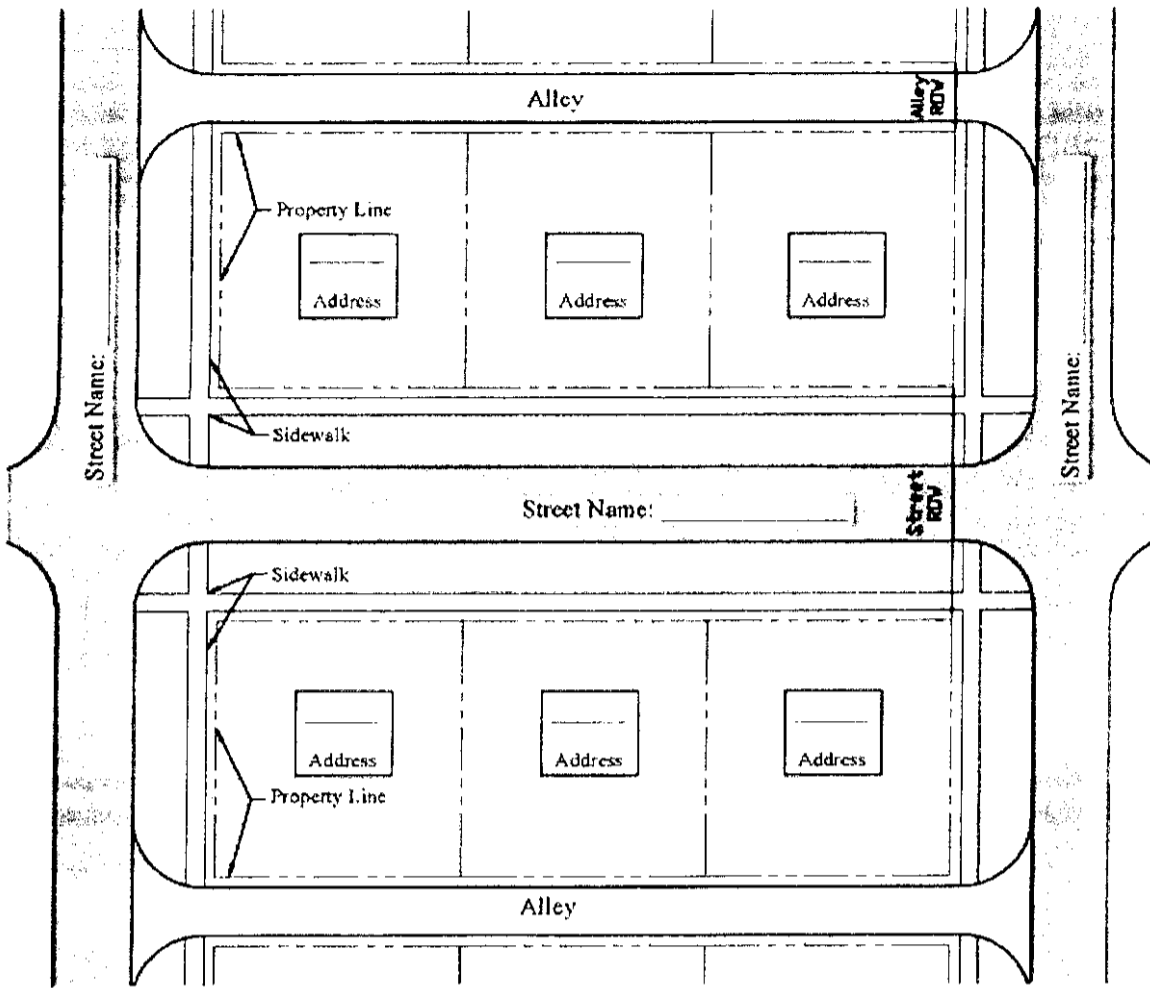 Alley
Alley
ROW
Property Line
Address
Address
Address
Street Name:
Street Name:
Sidewalk
Street Name:
Street
ROW
Sidewalk
Address
Address
Address
Property Line
Alley